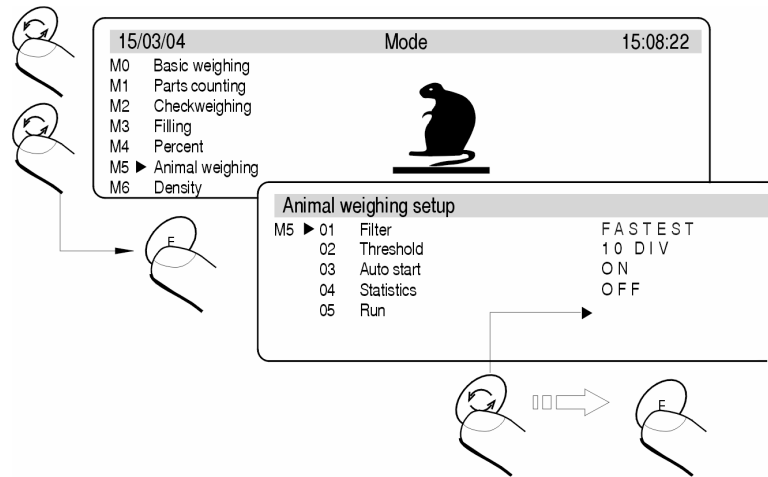 15/03/04 Mode 15:08:22
M0 Basic weighing
M1 Parts counting
M2 Checkweighing
M3 Filling
M4 Percent
M5 ▶ Animal weighing
M6 Density
F
Animal weighing setup
M5 ▶ 01 Filter FASTEST
02 Threshold 10 DIV
03 Auto start ON
04 Statistics OFF
05 Run ▶
F